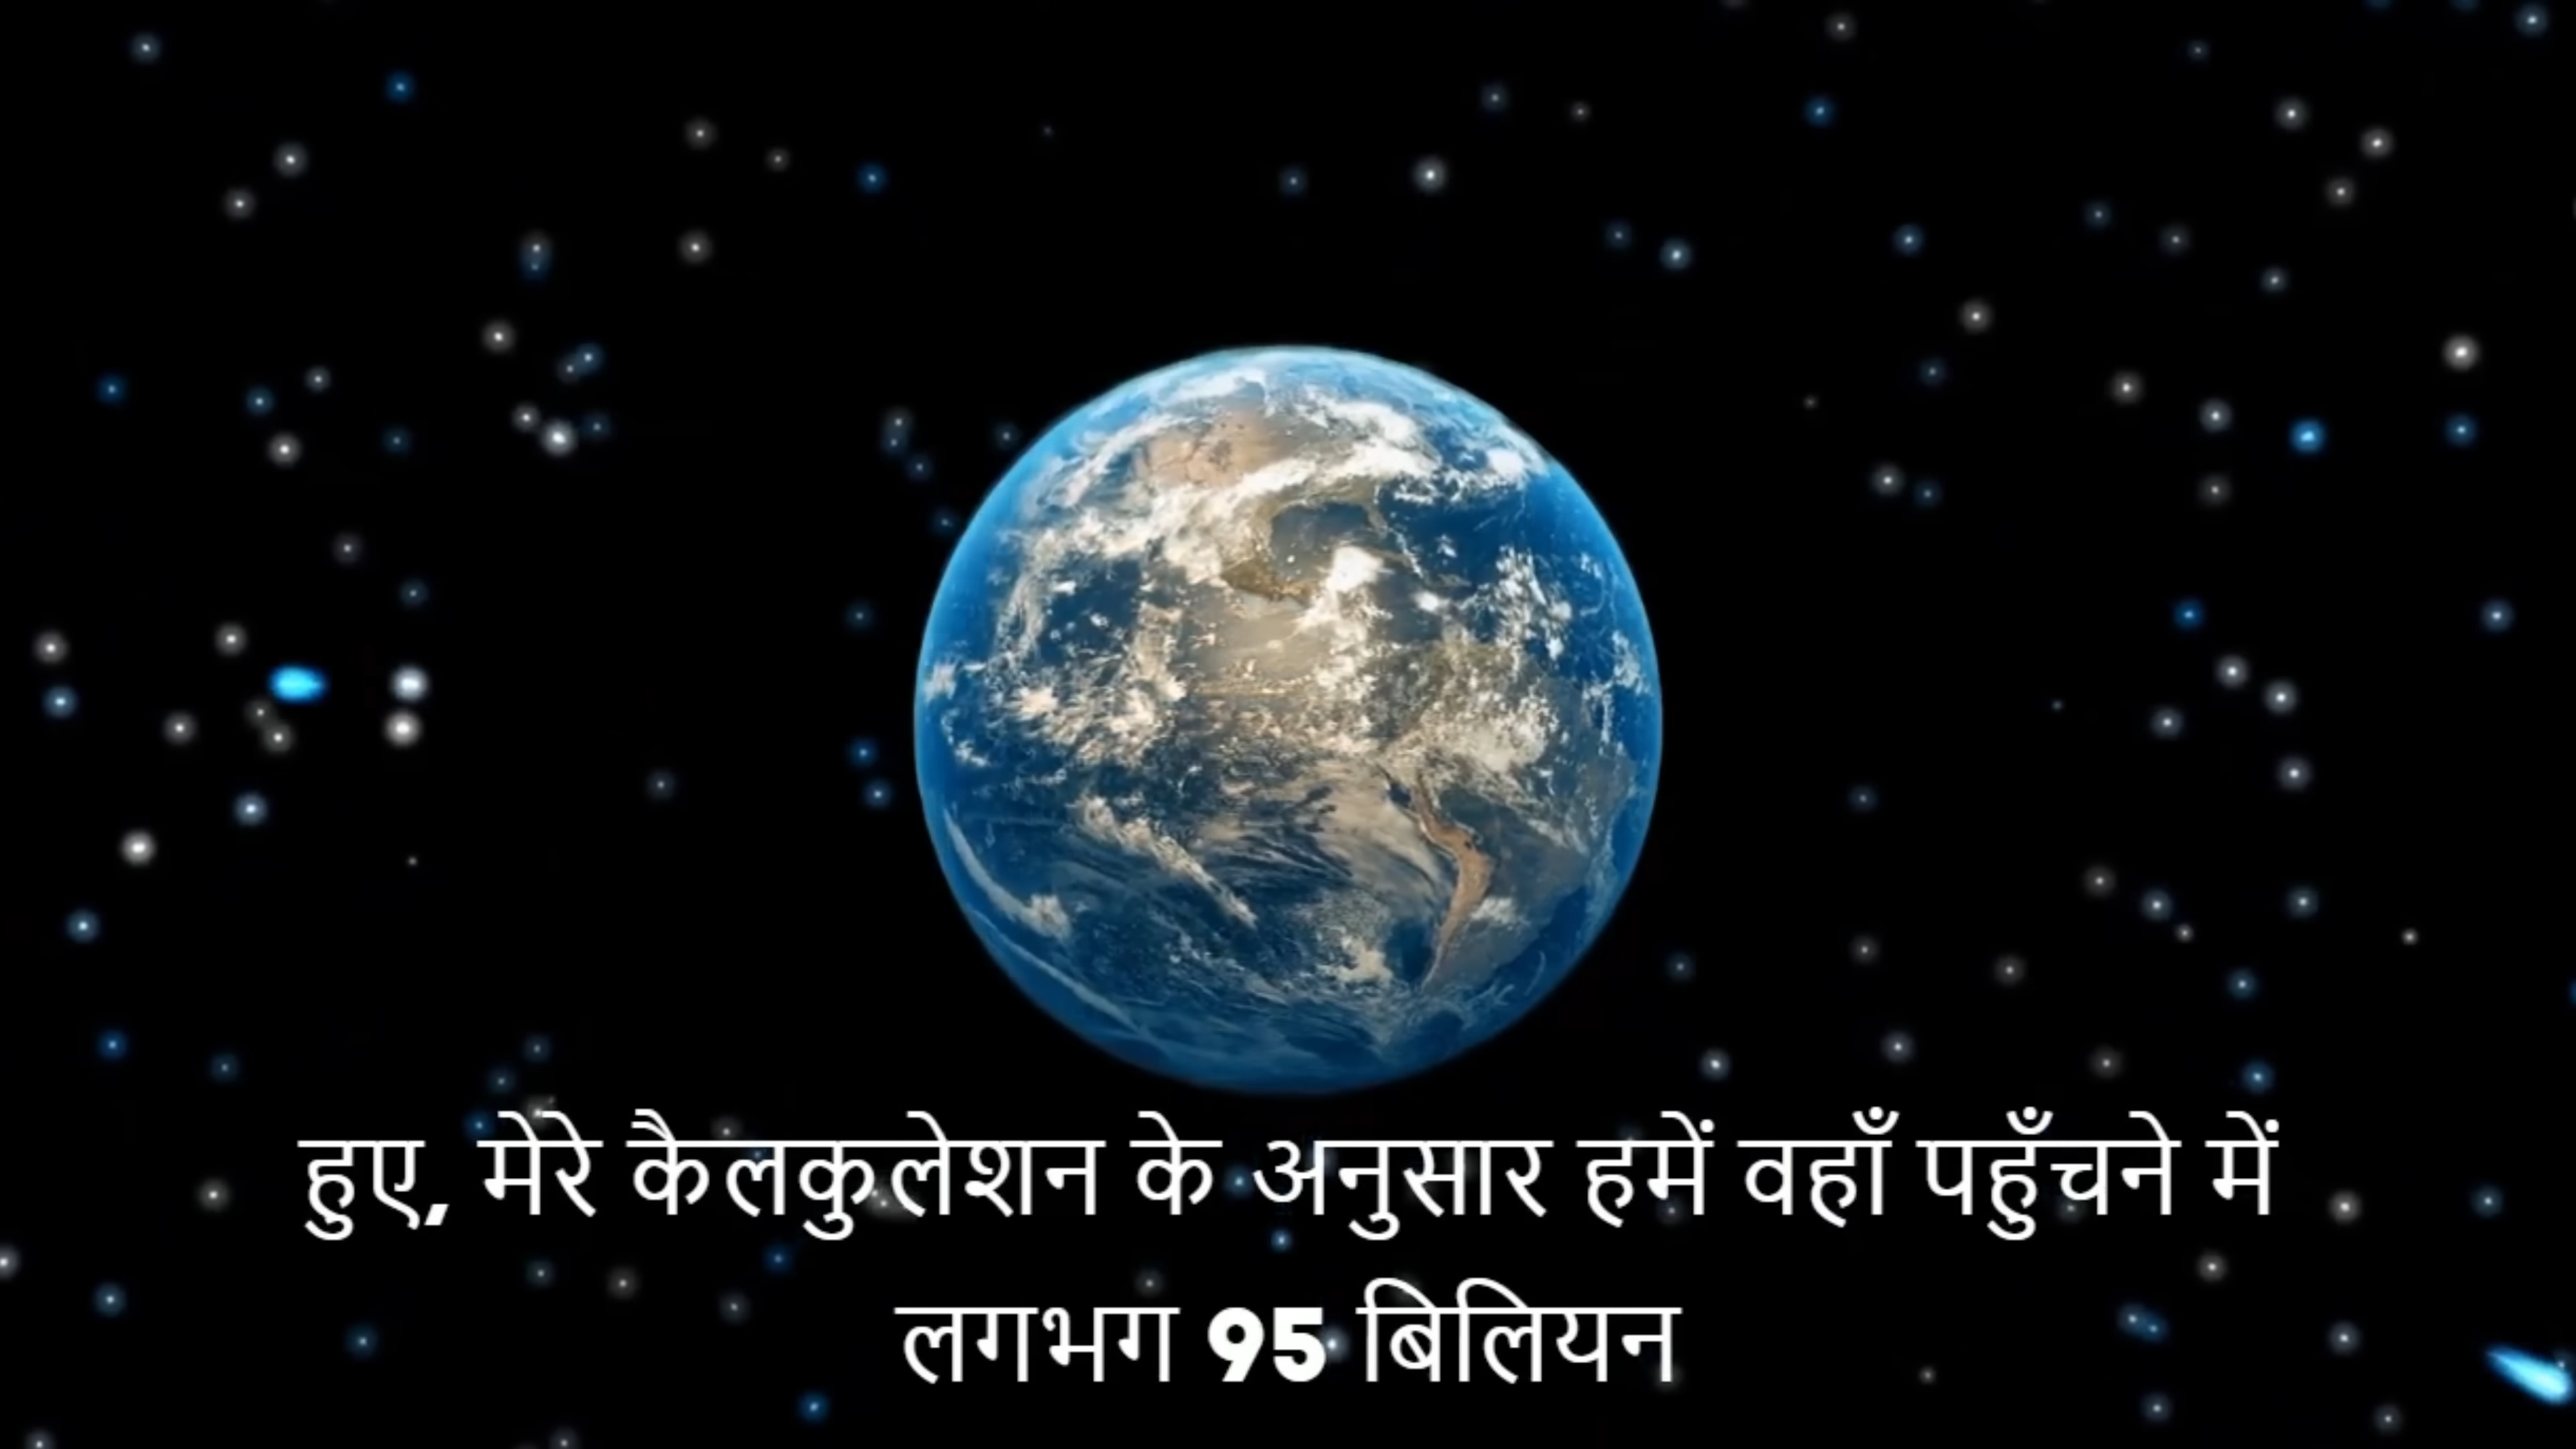 हुए, मेरे कैलकुलेशन के अनुसार हमें वहाँ पहुँचने में
लगभग 95 बिलियन